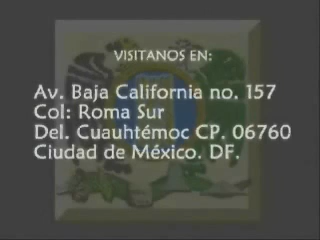 VISITANOS EN:
Av. Baja California no. 157
Col: Roma Sur
Del. Cuauhtémoc CP. 06760
Ciudad de México. DF.